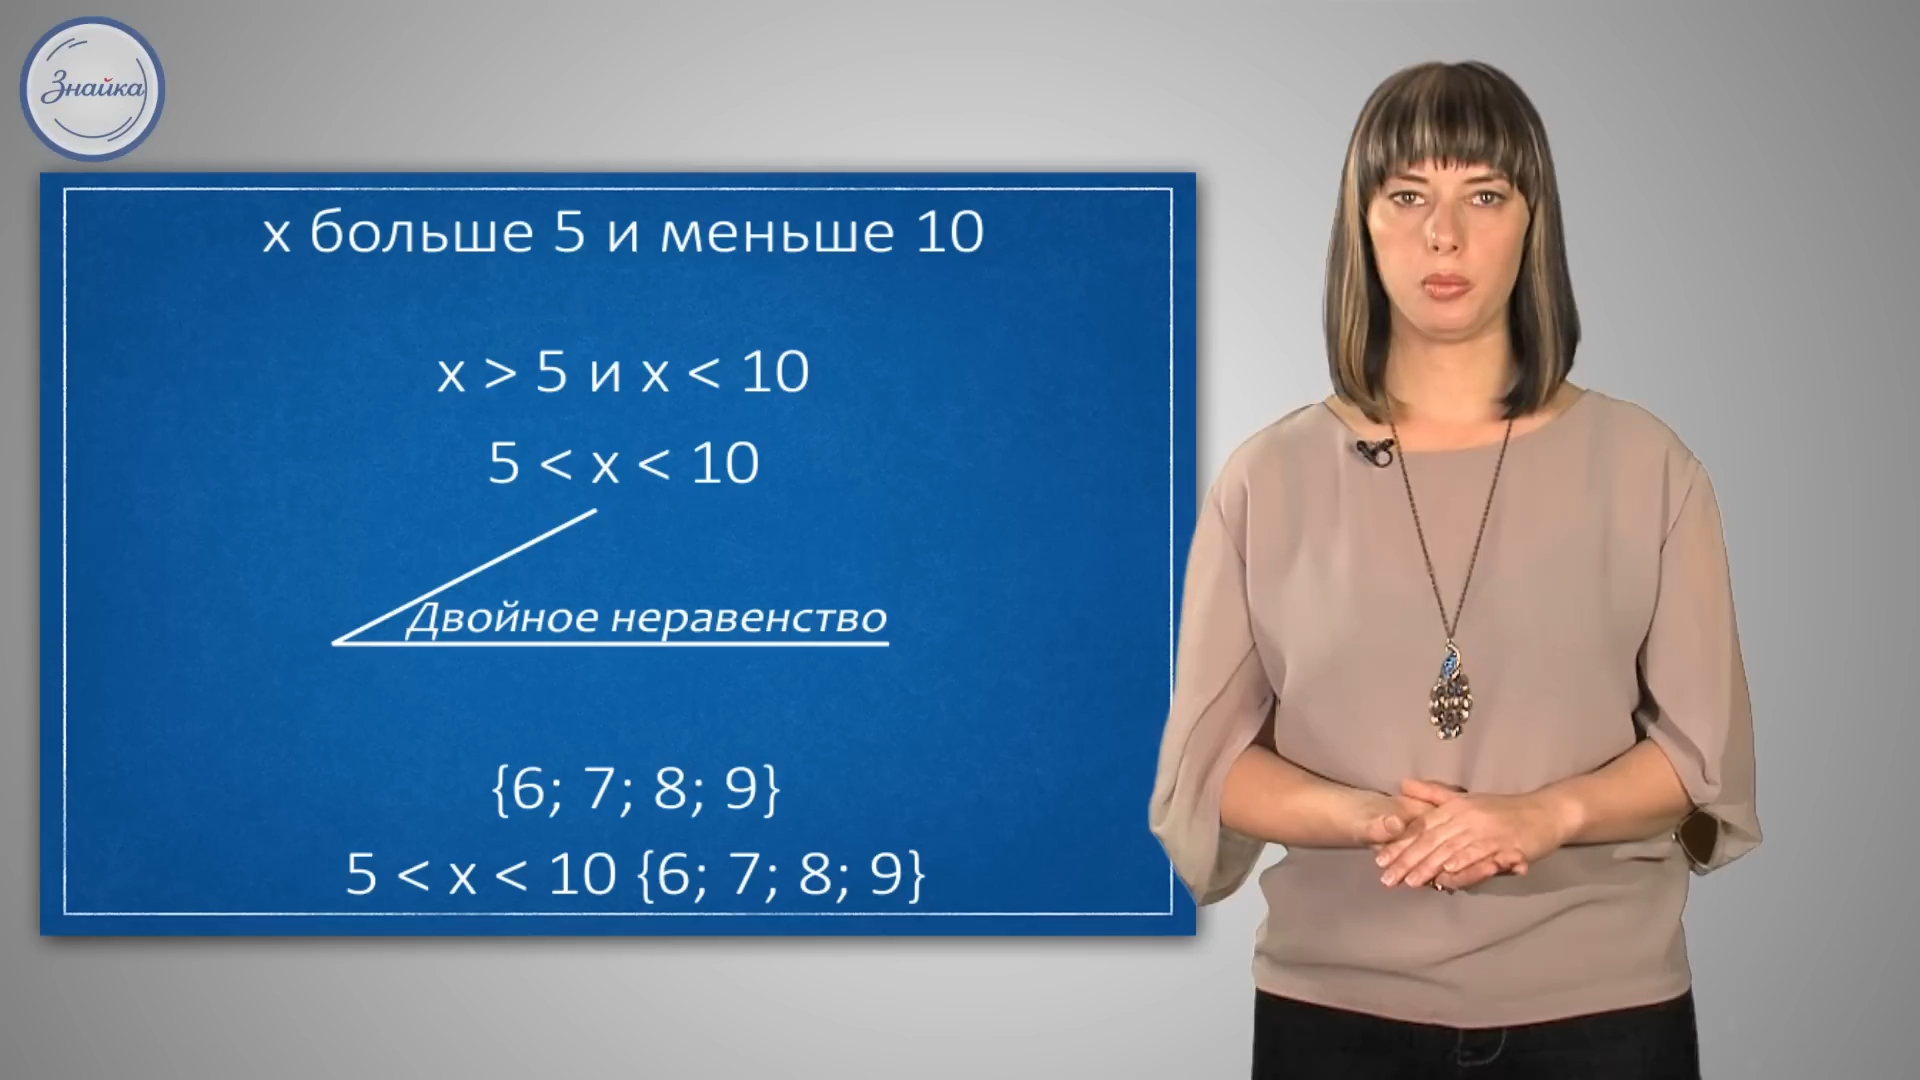 Знайка
х больше 5 и меньше 10
х > 5 и х < 10
5 < х < 10
Двойное неравенство
{6; 7; 8; 9}
5 < х < 10 {6; 7; 8; 9}